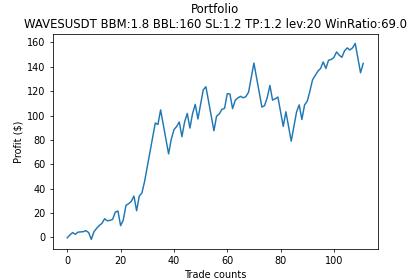 Portfolio
WAVESUSDT BBM:1.8 BBL:160 SL:1.2 TP:1.2 lev:20 WinRatio:69.0
160
140
120
100
80
60
40
20
0
Profit ($)
0 20 40 60 80 100
Trade counts